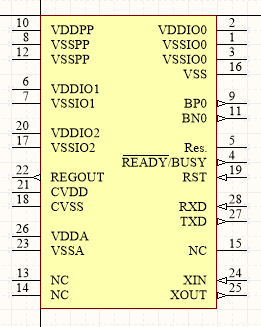 10 VDDPP VDDIO0 2
8 VSSPP VSSIO0 1
12 VSSPP VSSIO0 3
VSS 16
6 VDDIO1
7 VSSIO1 BP0 9
BN0 11
20 VDDIO2
17 VSSIO2 Res. 5
READY/BUSY 4
22 REGOUT RST 19
21 CVDD
18 CVSS RXD 28
TXD 27
26 VDDA
23 VSSA NC 15
13 NC XIN 24
14 NC XOUT 25